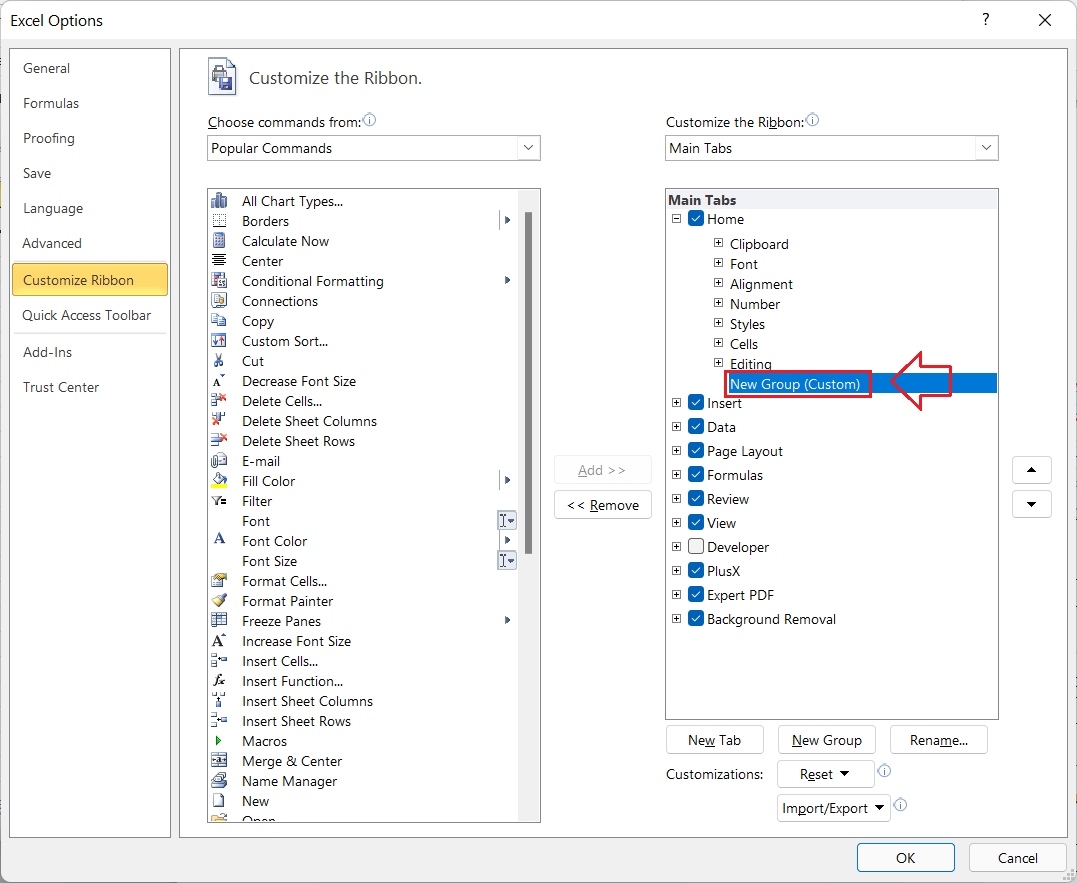 Excel Options
?
General
Formulas
Proofing
Save
Language
Advanced
Customize Ribbon
Quick Access Toolbar
Add-Ins
Trust Center
Customize the Ribbon.
Choose commands from:
Popular Commands
All Chart Types...
Borders
Calculate Now
Center
Conditional Formatting
Connections
Copy
Custom Sort...
Cut
Decrease Font Size
Delete Cells...
Delete Sheet Columns
Delete Sheet Rows
E-mail
Fill Color
Filter
Font
Font Color
Font Size
Format Cells...
Format Painter
Freeze Panes
Increase Font Size
Insert Cells...
Insert Function...
Insert Sheet Columns
Insert Sheet Rows
Macros
Merge & Center
Name Manager
New
Open
Add >>
<< Remove
Customize the Ribbon:
Main Tabs
Main Tabs
Home
Clipboard
Font
Alignment
Number
Styles
Cells
Editing
New Group (Custom)
Insert
Data
Page Layout
Formulas
Review
View
Developer
PlusX
Expert PDF
Background Removal
New Tab
New Group
Rename...
Customizations:
Reset
Import/Export
OK
Cancel